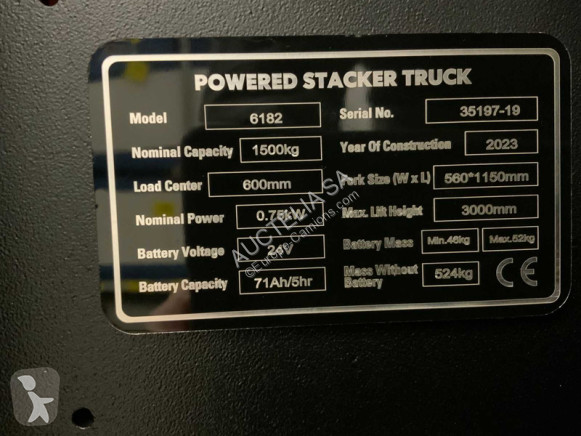 POWERED STACKER TRUCK
Model 6182 Serial No. 35197-19
Nominal Capacity 1500kg Year Of Construction 2023
Load Center 600mm Fork Size (W x L) 560*1150mm
Nominal Power 0.75kW Max. Lift Height 3000mm
Battery Voltage 24v Battery Mass Min.46kg Max.52kg
Battery Capacity 71Ah/5hr Mass Without Battery 524kg CE
AUCTELIA SA
©Europe-Camions.com